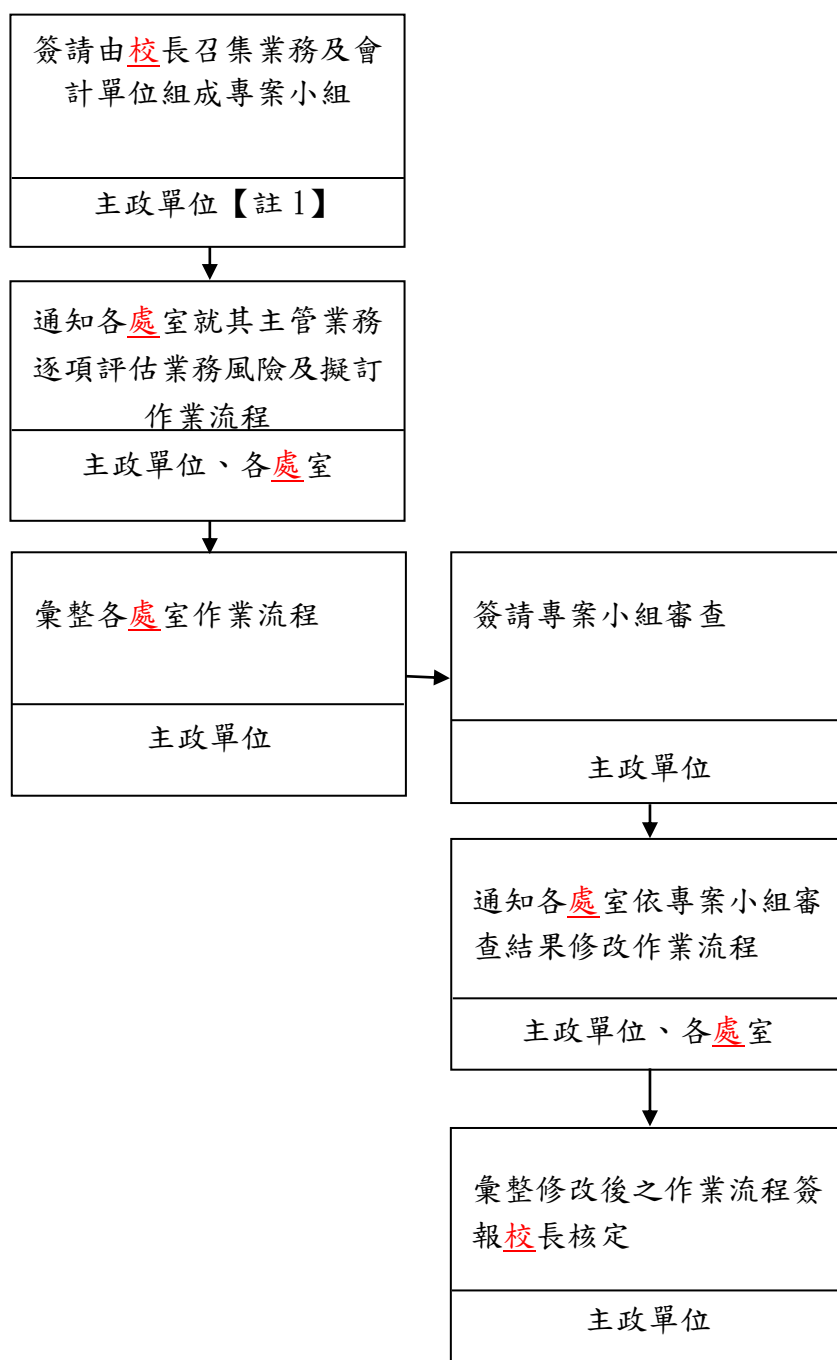 簽請由校長召集業務及會
計單位組成專案小組
主政單位【註1】
通知各處室就其主管業務
逐項評估業務風險及擬訂
作業流程
主政單位、各處室
彙整各處室作業流程
主政單位
簽請專案小組審查
主政單位
通知各處室依專案小組審
查結果修改作業流程
主政單位、各處室
彙整修改後之作業流程簽
報校長核定
主政單位